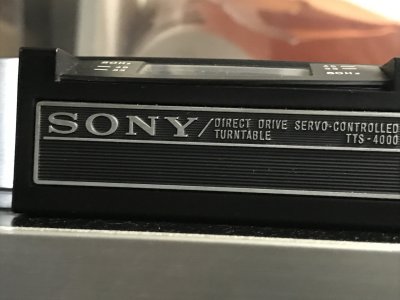 SONY/DIRECT DRIVE SERVO-CONTROLLED
TURNTABLE TTS-4000